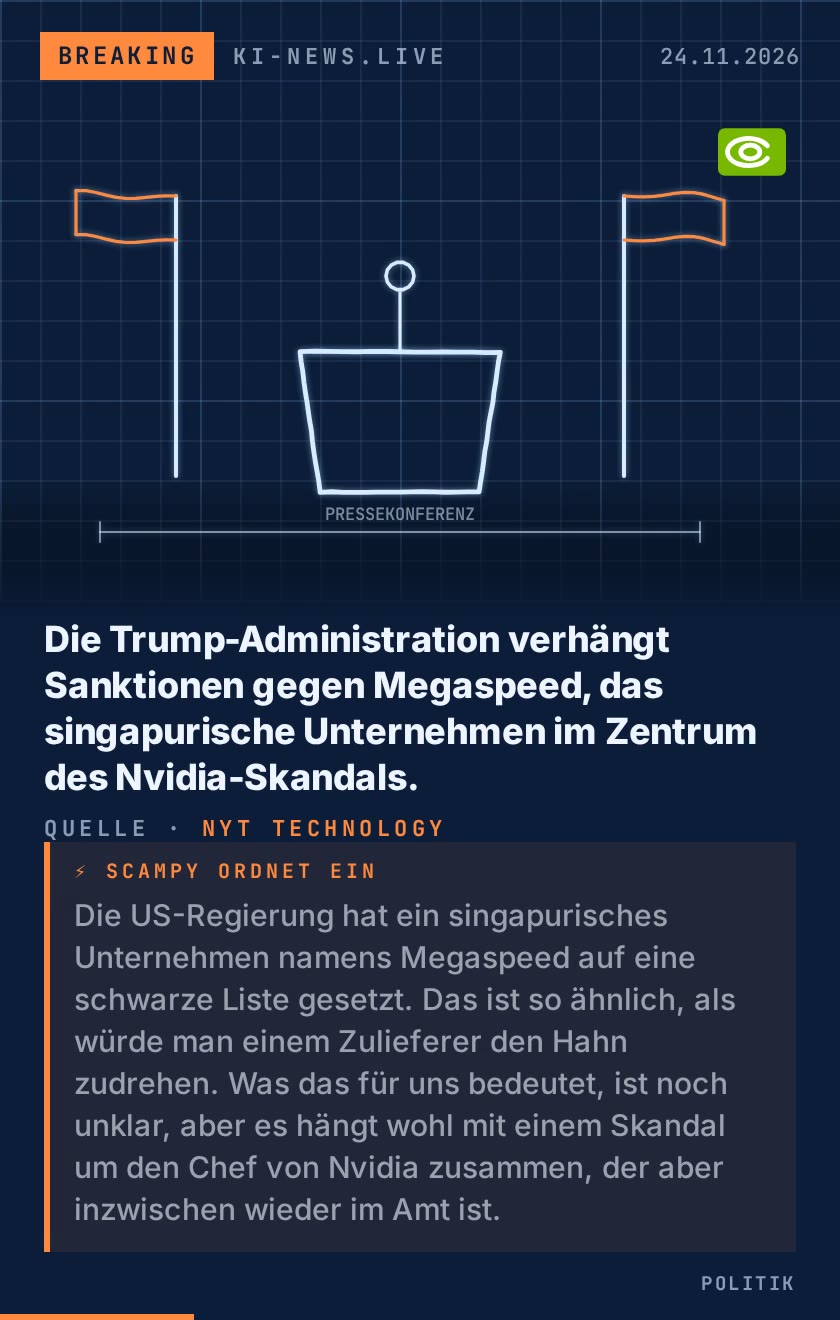 BREAKING KI-NEWS.LIVE 24.11.2026
PRESSEKONFERENZ
Die Trump-Administration verhängt
Sanktionen gegen Megaspeed, das
singapurische Unternehmen im Zentrum
des Nvidia-Skandals.
QUELLE · NYT TECHNOLOGY
⚡ SCAMPY ORDNET EIN
Die US-Regierung hat ein singapurisches
Unternehmen namens Megaspeed auf eine
schwarze Liste gesetzt. Das ist so ähnlich, als
würde man einem Zulieferer den Hahn
zudrehen. Was das für uns bedeutet, ist noch
unklar, aber es hängt wohl mit einem Skandal
um den Chef von Nvidia zusammen, der aber
inzwischen wieder im Amt ist.
POLITIK